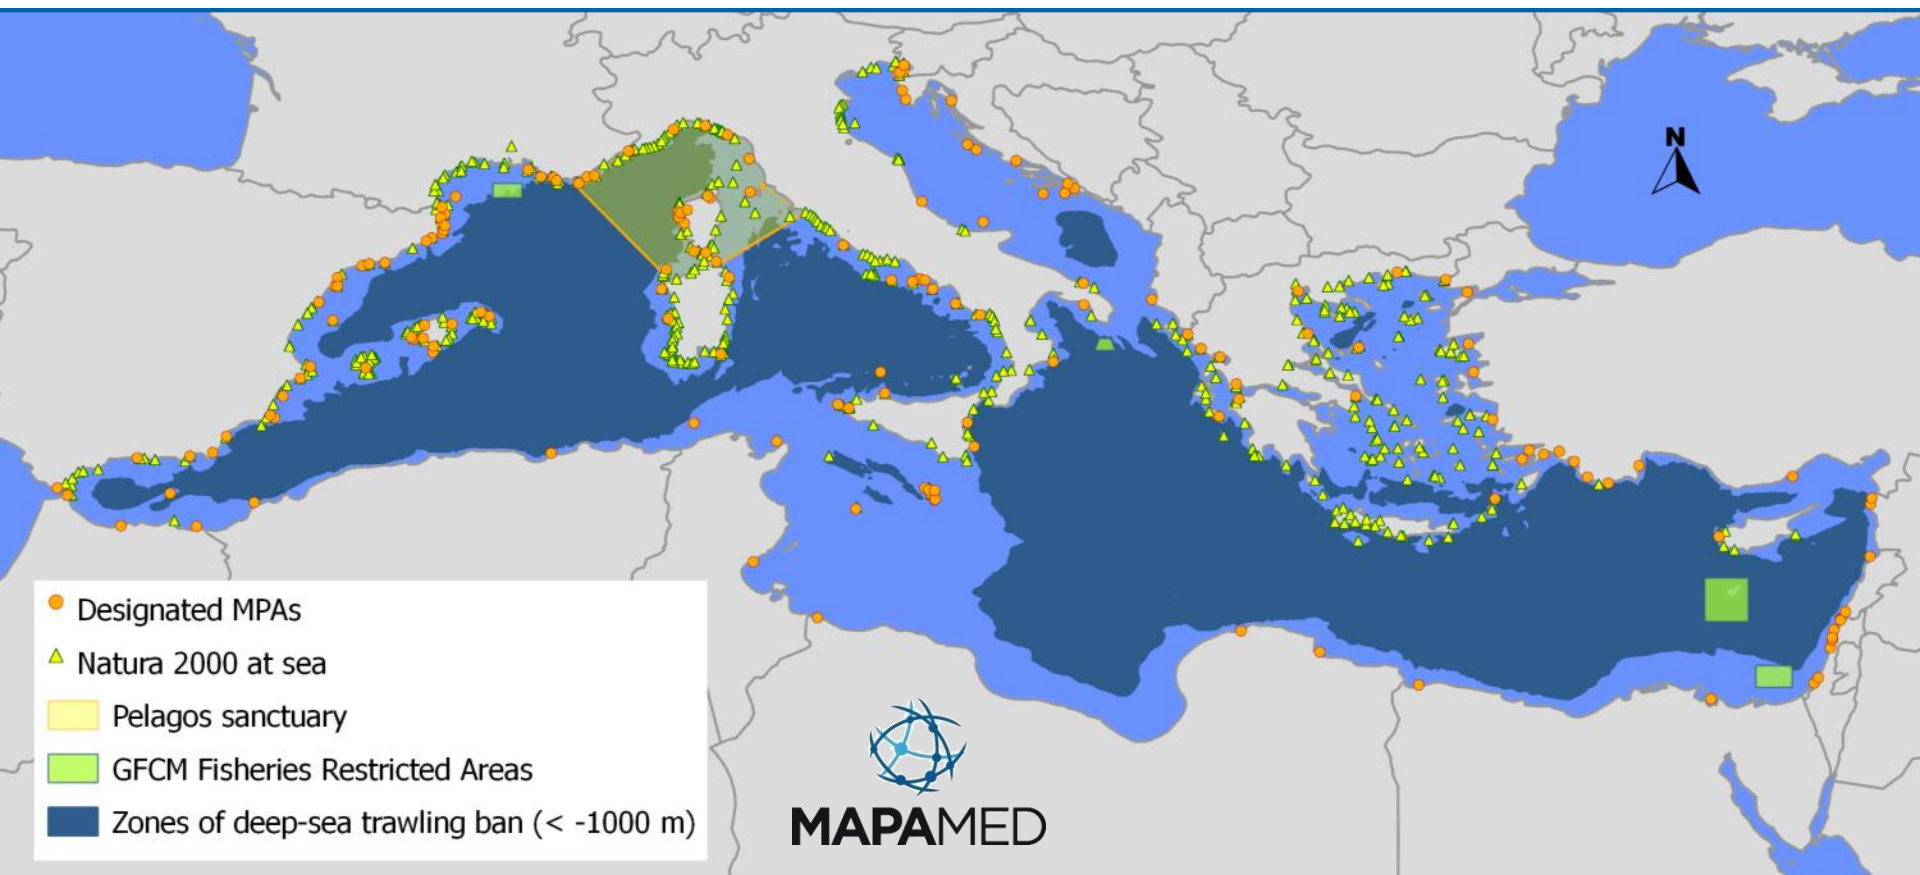 N
Designated MPAs
Natura 2000 at sea
Pelagos sanctuary
GFCM Fisheries Restricted Areas
Zones of deep-sea trawling ban (< -1000 m)
MAPAMED